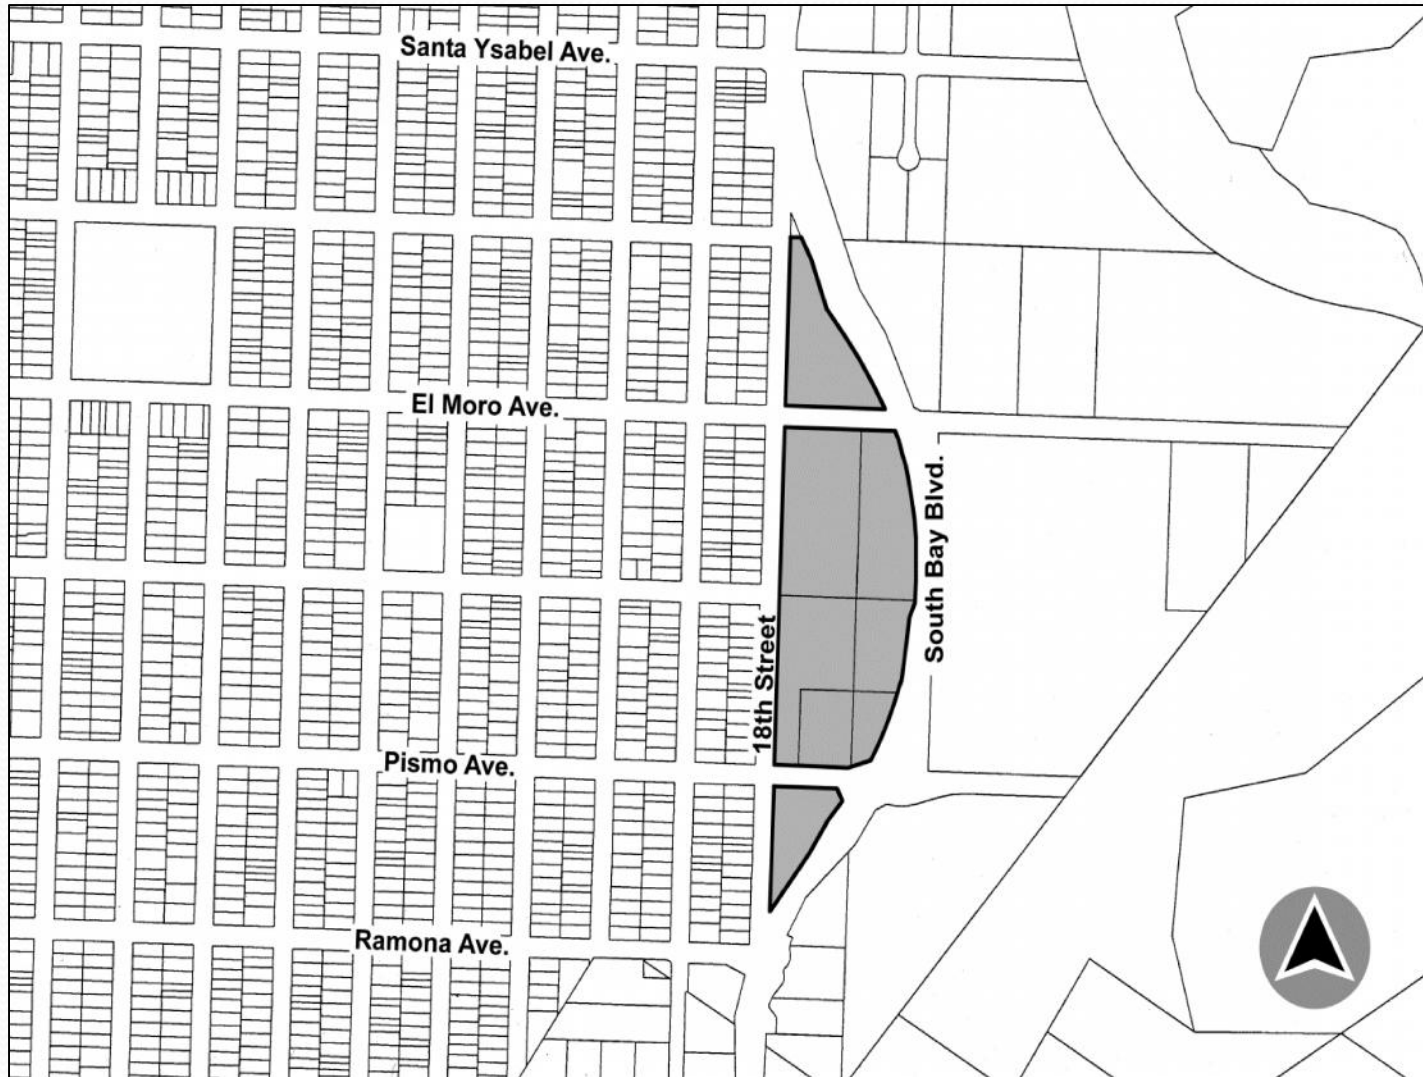 Santa Ysabel Ave.
El Moro Ave.
South Bay Blvd.
18th Street
Pismo Ave.
Ramona Ave.